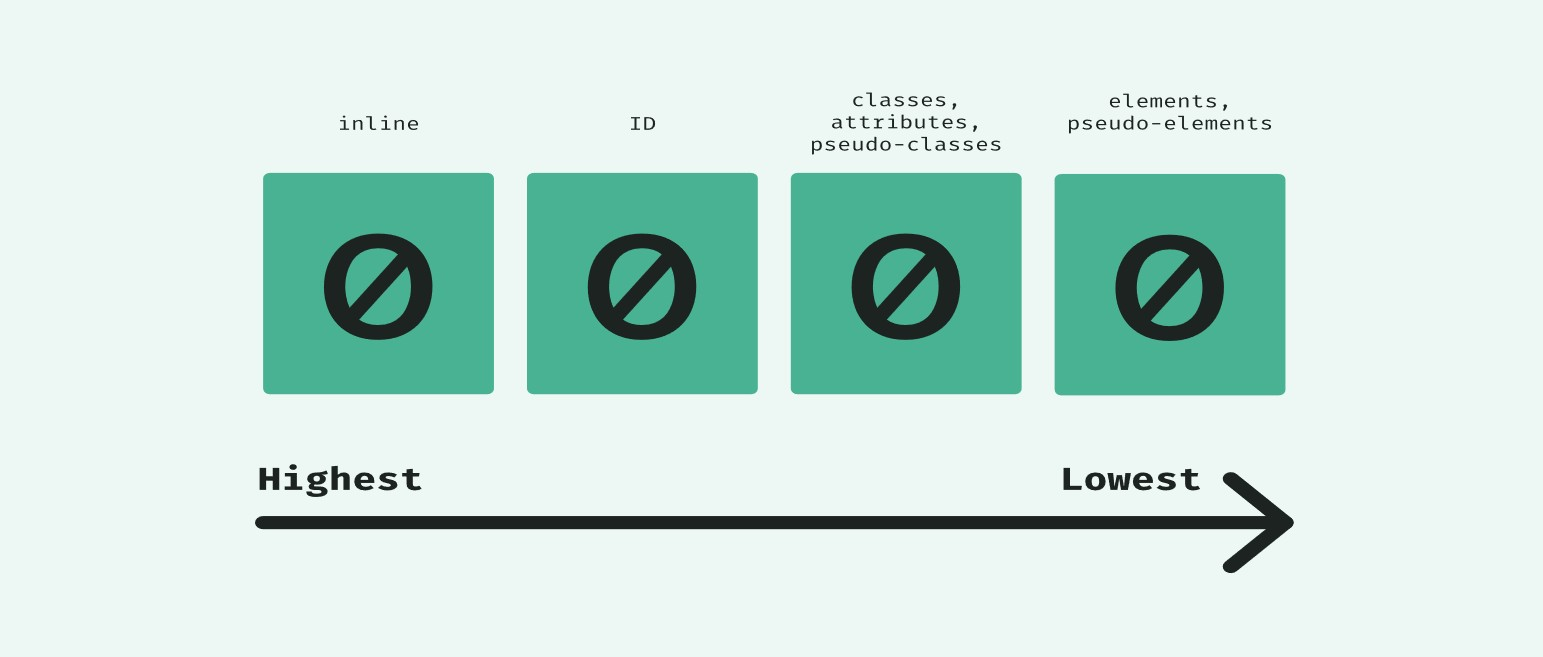 inline
ID
classes,
attributes,
pseudo-classes
elements,
pseudo-elements
0
0
0
0
Highest
Lowest